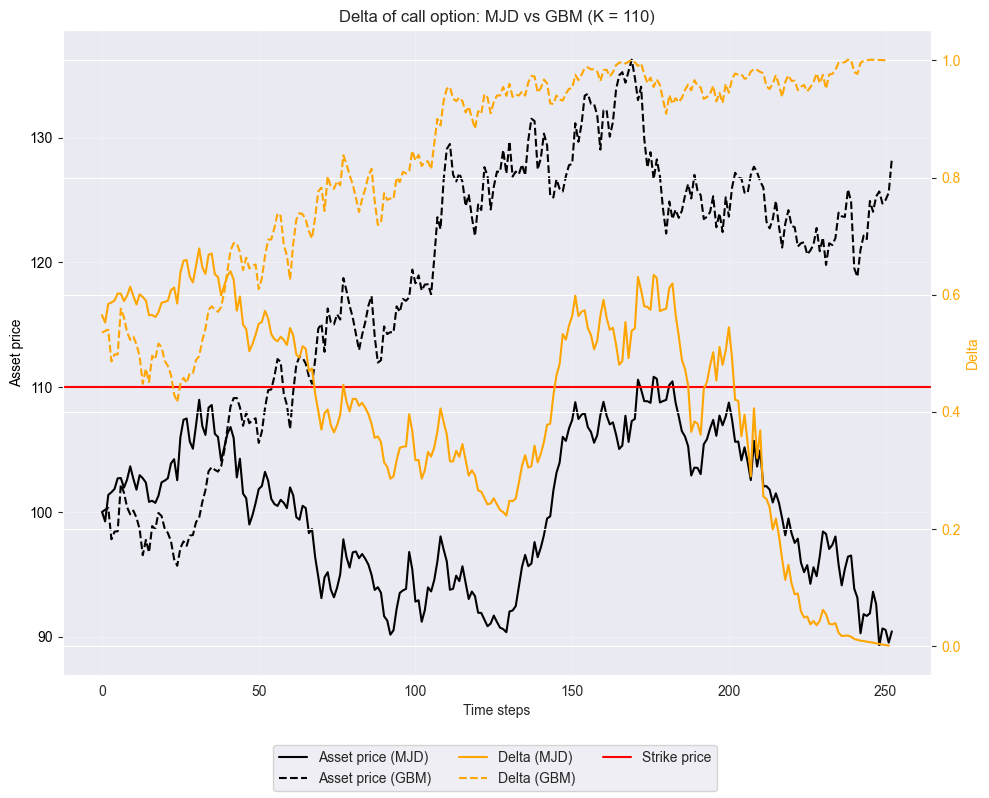 Delta of call option: MJD vs GBM (K = 110)
Asset price
130
120
110
100
90
1.0
0.8
0.6
0.4
0.2
0.0
Delta
0 50 100 150 200 250
Time steps
Asset price (MJD) Delta (MJD) Strike price
Asset price (GBM) Delta (GBM)